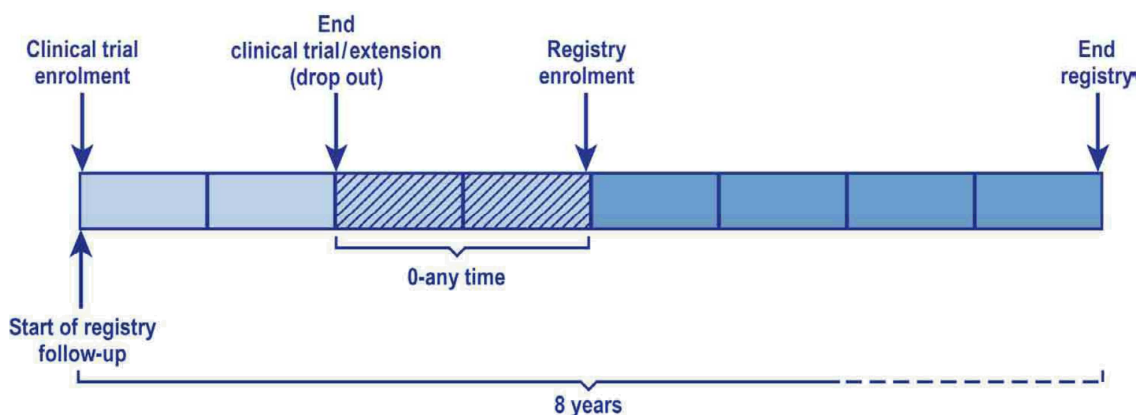 Clinical trial
enrolment
End
clinical trial/extension
(drop out)
Registry
enrolment
End
registry
0-any time
Start of registry
follow-up
8 years